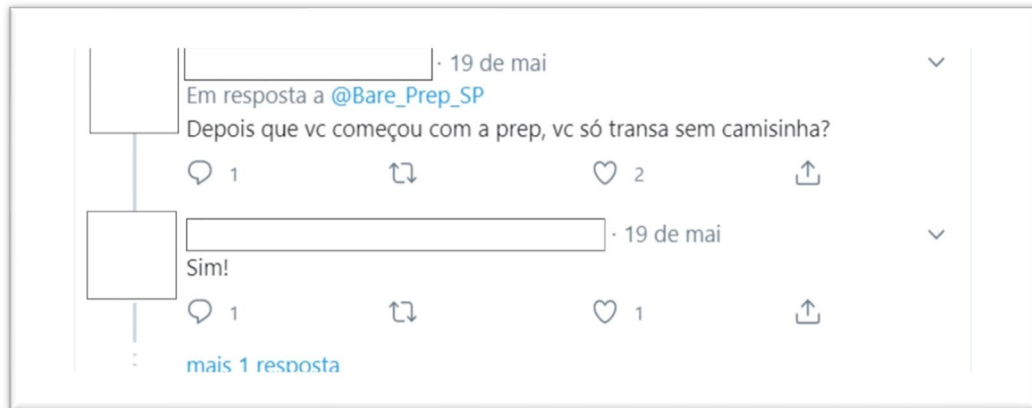 · 19 de mai
Em resposta a @Bare_Prep_SP
Depois que vc começou com a prep, vc só transa sem camisinha?
1 2
· 19 de mai
Sim!
1 1
mais 1 resposta